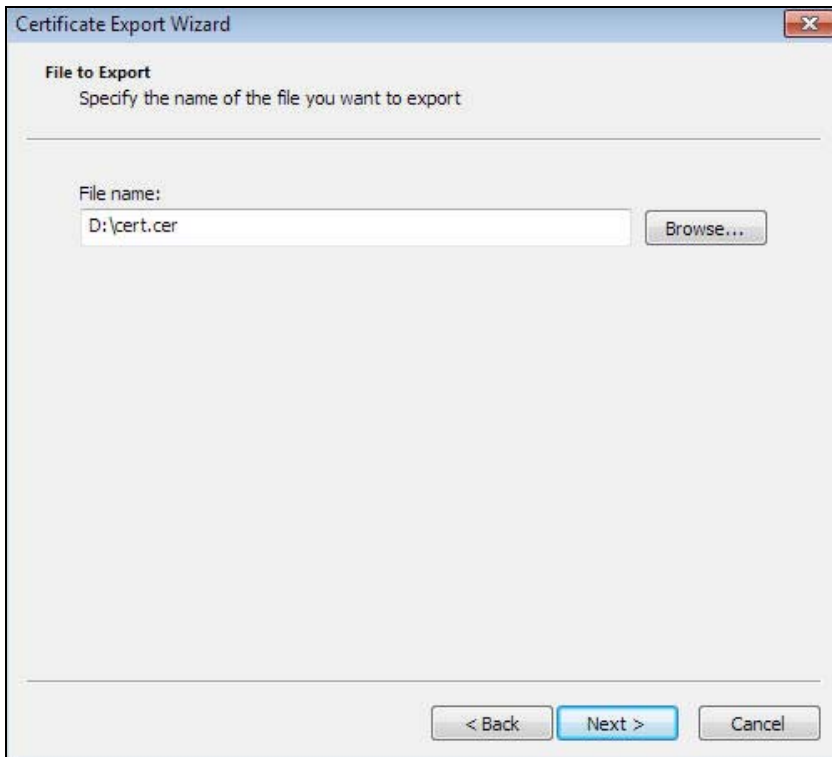 Certificate Export Wizard
File to Export
Specify the name of the file you want to export
File name:
D:\cert.cer
Browse...
< Back
Next >
Cancel